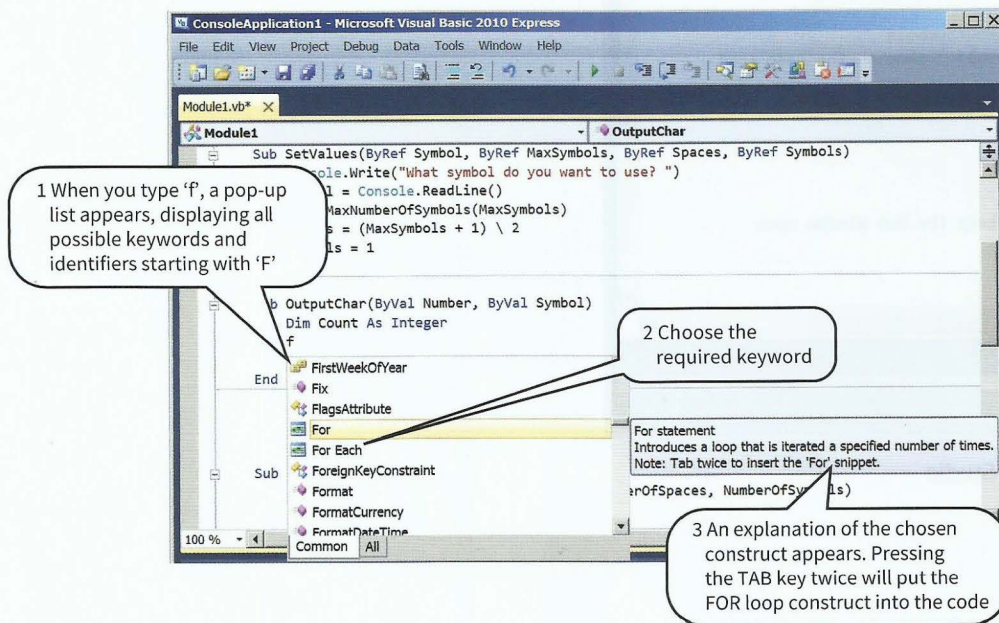 ConsoleApplication1 - Microsoft Visual Basic 2010 Express
File Edit View Project Debug Data Tools Window Help
Module1.vb*
Module1
OutputChar
Sub SetValues(ByRef Symbol, ByRef MaxSymbols, ByRef Spaces, ByRef Symbols)
sole.Write("What symbol do you want to use? ")
l = Console.ReadLine()
MaxNumberOfSymbols(MaxSymbols)
s = (MaxSymbols + 1) \ 2
ls = 1
1 When you type ‘f’, a pop-up
list appears, displaying all
possible keywords and
identifiers starting with ‘F’
b OutputChar(ByVal Number, ByVal Symbol)
Dim Count As Integer
f
2 Choose the
required keyword
End
FirstWeekOfYear
Fix
FlagsAttribute
For
For Each
ForeignKeyConstraint
Format
FormatCurrency
FormatDateTime
Common All
For statement
Introduces a loop that is iterated a specified number of times.
Note: Tab twice to insert the 'For' snippet.
Sub
erOfSpaces, NumberOfSy ls)
100 %
3 An explanation of the chosen
construct appears. Pressing
the TAB key twice will put the
FOR loop construct into the code